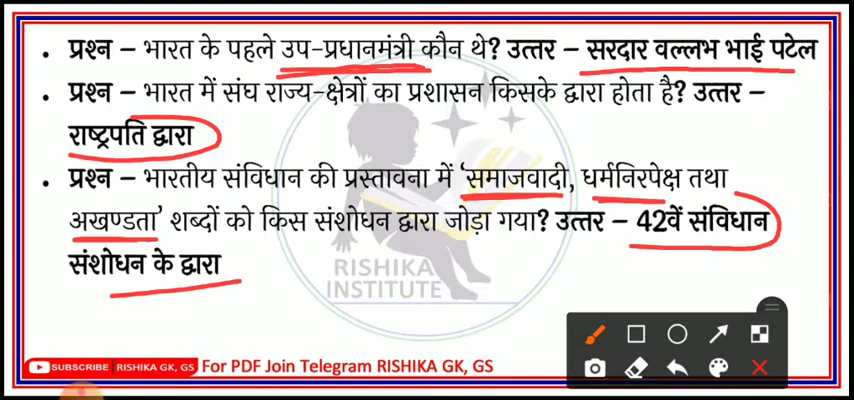 • प्रश्न – भारत के पहले उप-प्रधानमंत्री कौन थे? उत्तर – सरदार वल्लभ भाई पटेल
• प्रश्न – भारत में संघ राज्य-क्षेत्रों का प्रशासन किसके द्वारा होता है? उत्तर –
राष्ट्रपति द्वारा
• प्रश्न – भारतीय संविधान की प्रस्तावना में ‘समाजवादी, धर्मनिरपेक्ष तथा
अखण्डता’ शब्दों को किस संशोधन द्वारा जोड़ा गया? उत्तर – 42वें संविधान
संशोधन के द्वारा
RISHIKA
INSTITUTE
SUBSCRIBE RISHIKA GK, GS For PDF Join Telegram RISHIKA GK, GS